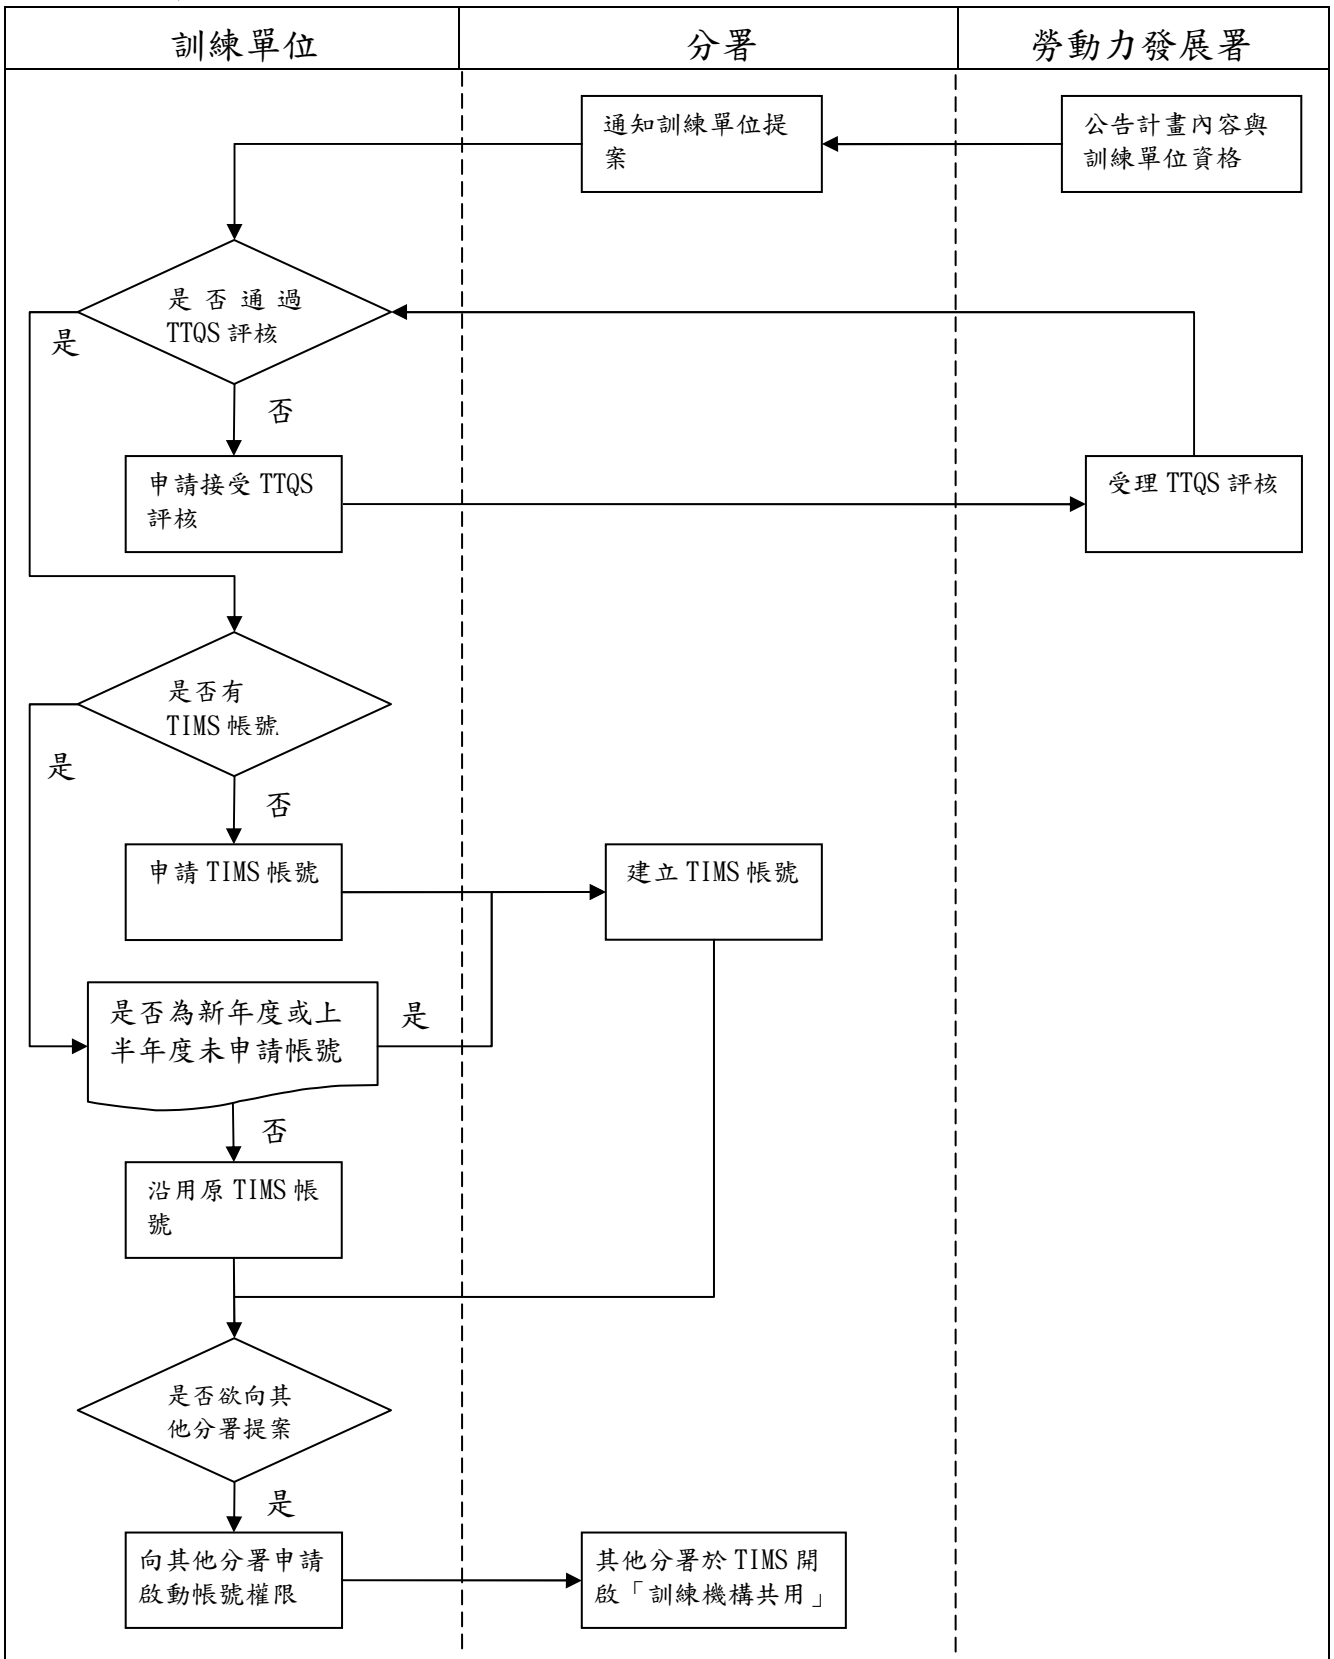 訓練單位
分署
勞動力發展署
通知訓練單位提
案
公告計畫內容與
訓練單位資格
是否通過
TTQS 評核
是
否
申請接受 TTQS
評核
受理 TTQS 評核
是否有
TIMS 帳號
是
否
申請 TIMS 帳號
建立 TIMS 帳號
是否為新年度或上
半年度未申請帳號
是
否
沿用原 TIMS 帳
號
是否欲向其
他分署提案
是
向其他分署申請
啟動帳號權限
其他分署於 TIMS 開
啟「訓練機構共用」